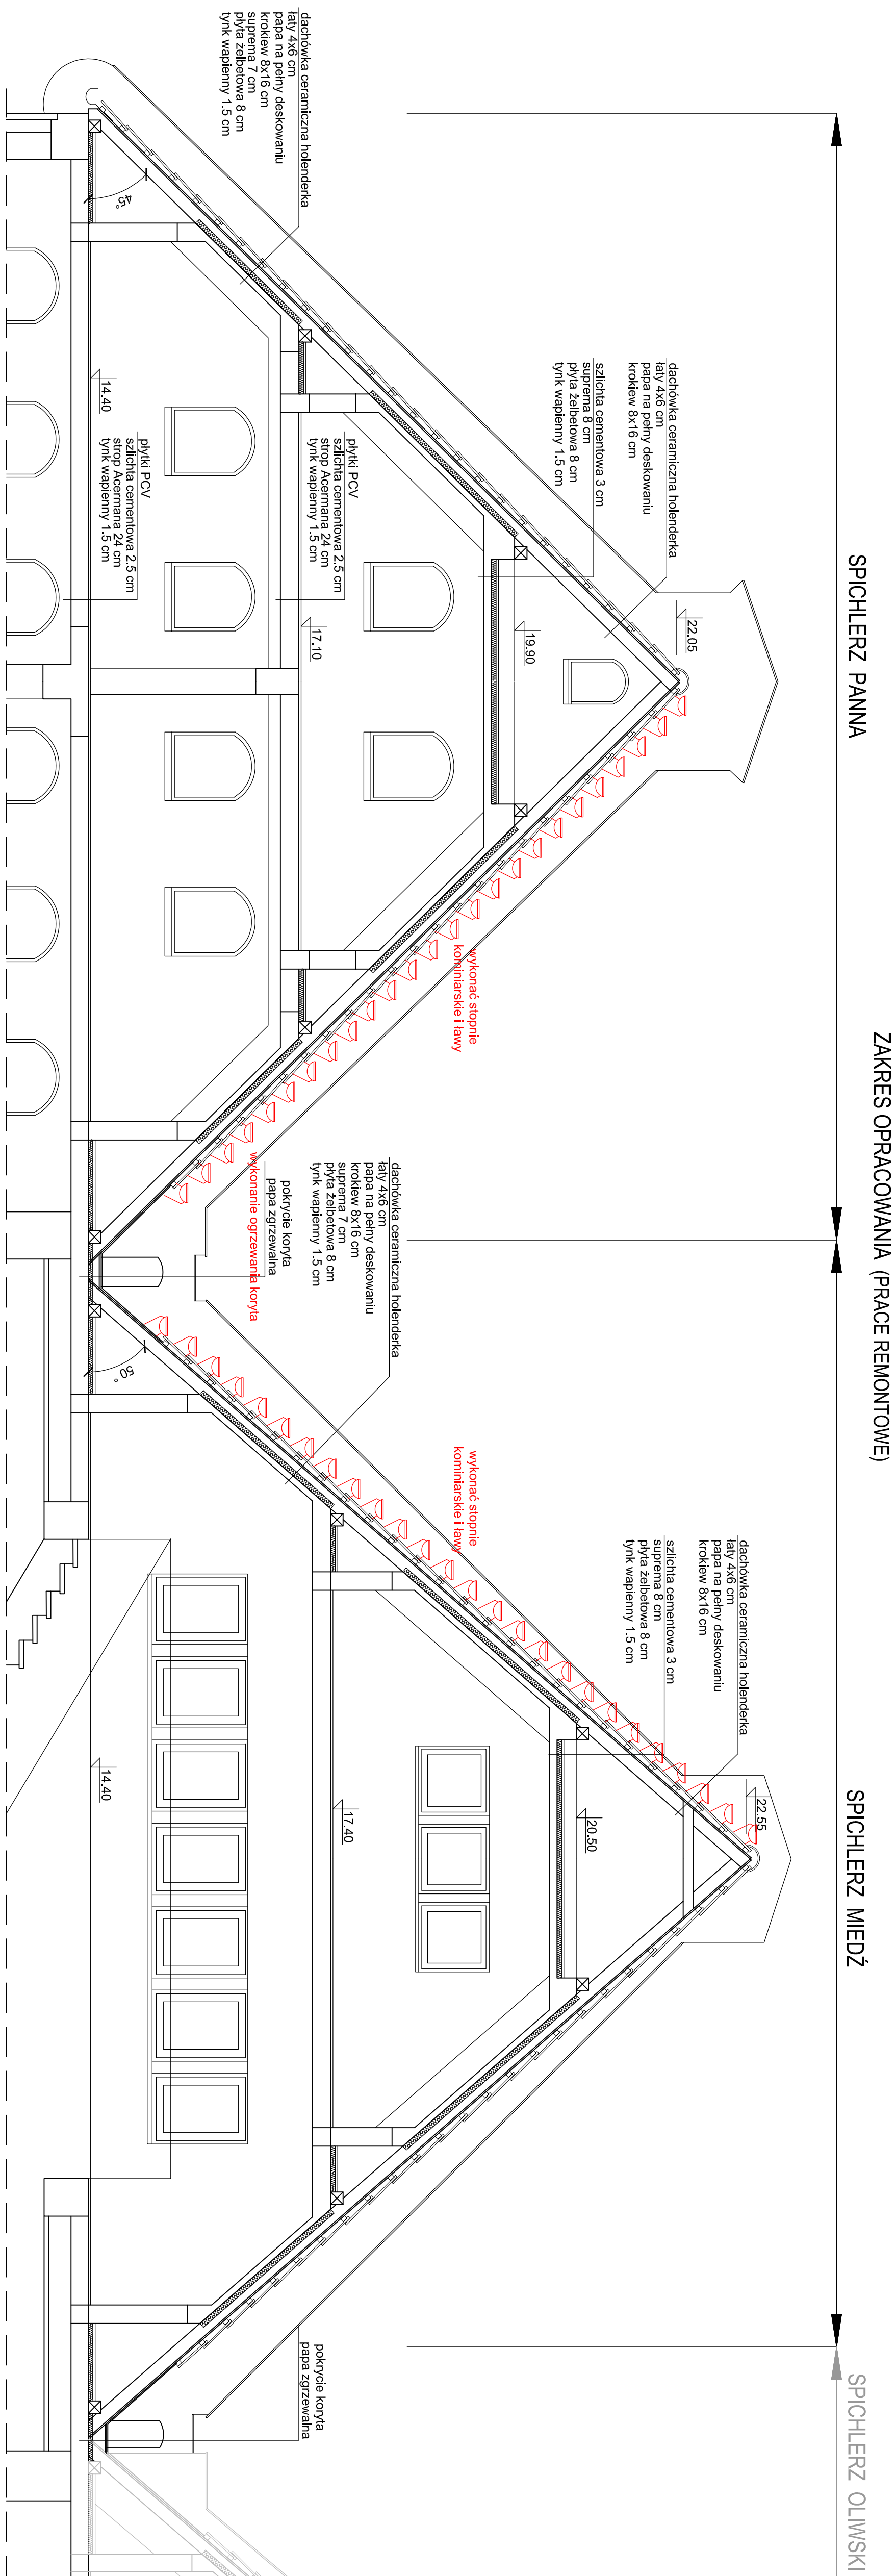 ZAKRES OPRACOWANIA (PRACE REMONTOWE)
SPICHLERZ PANNA
SPICHLERZ MIEDŹ
SPICHLERZ OLIWSKI
dachówka ceramiczna holenderka
łaty 4x6 cm
papa na pełny deskowaniu
krokiew 8x16 cm
suprema 7 cm
płyta żelbetowa 8 cm
tynk wapienny 1.5 cm
dachówka ceramiczna holenderka
łaty 4x6 cm
papa na pełny deskowaniu
krokiew 8x16 cm
szlichta cementowa 3 cm
suprema 8 cm
płyta żelbetowa 8 cm
tynk wapienny 1.5 cm
płytki PCV
szlichta cementowa 2.5 cm
strop Acermana 24 cm
tynk wapienny 1.5 cm
płytki PCV
szlichta cementowa 2.5 cm
strop Acermana 24 cm
tynk wapienny 1.5 cm
22.05
19.90
17.10
14.40
45°
wykonać stopnie
kominiarskie i ławy
pokrycie koryta
papa zgrzewalna
wykonanie ogrzewania koryta
dachówka ceramiczna holenderka
łaty 4x6 cm
papa na pełny deskowaniu
krokiew 8x16 cm
suprema 7 cm
płyta żelbetowa 8 cm
tynk wapienny 1.5 cm
50°
wykonać stopnie
kominiarskie i ławy
dachówka ceramiczna holenderka
łaty 4x6 cm
papa na pełny deskowaniu
krokiew 8x16 cm
szlichta cementowa 3 cm
suprema 8 cm
płyta żelbetowa 8 cm
tynk wapienny 1.5 cm
22.55
20.50
17.40
14.40
pokrycie koryta
papa zgrzewalna